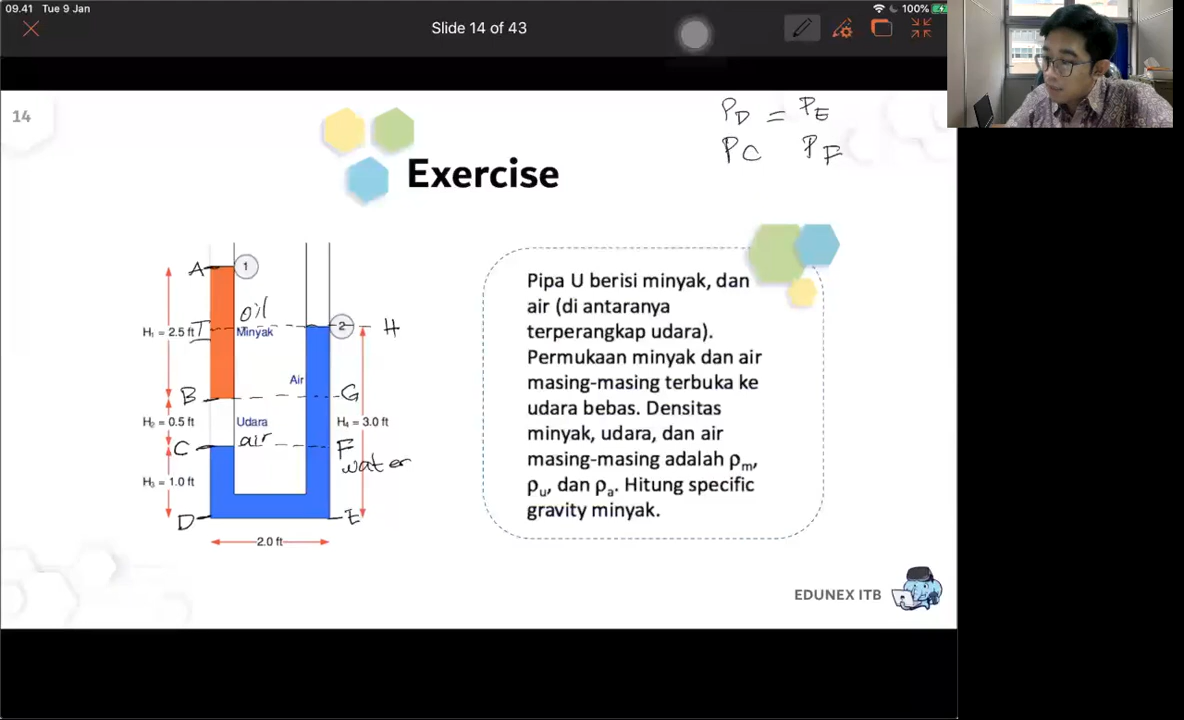 09.41 Tue 9 Jan
100%
Slide 14 of 43
14
P_D = P_E
P_C P_F
Exercise
A
1
oil
H₁ = 2.5 ft
I
Minyak
2
H
Air
B
G
H₂ = 0.5 ft
Udara
H₄ = 3.0 ft
C
air
F
water
H₃ = 1.0 ft
D
E
2.0 ft
Pipa U berisi minyak, dan
air (di antaranya
terperangkap udara).
Permukaan minyak dan air
masing-masing terbuka ke
udara bebas. Densitas
minyak, udara, dan air
masing-masing adalah ρₘ,
ρᵤ, dan ρₐ. Hitung specific
gravity minyak.
EDUNEX ITB